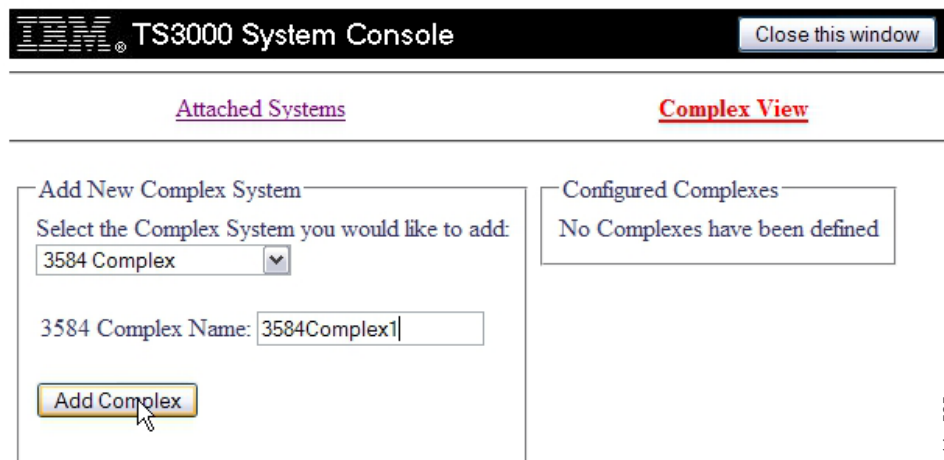 IBM® TS3000 System Console
Close this window
Attached Systems
Complex View
Add New Complex System
Select the Complex System you would like to add:
3584 Complex
3584 Complex Name: 3584Complex1
Add Complex
Configured Complexes
No Complexes have been defined